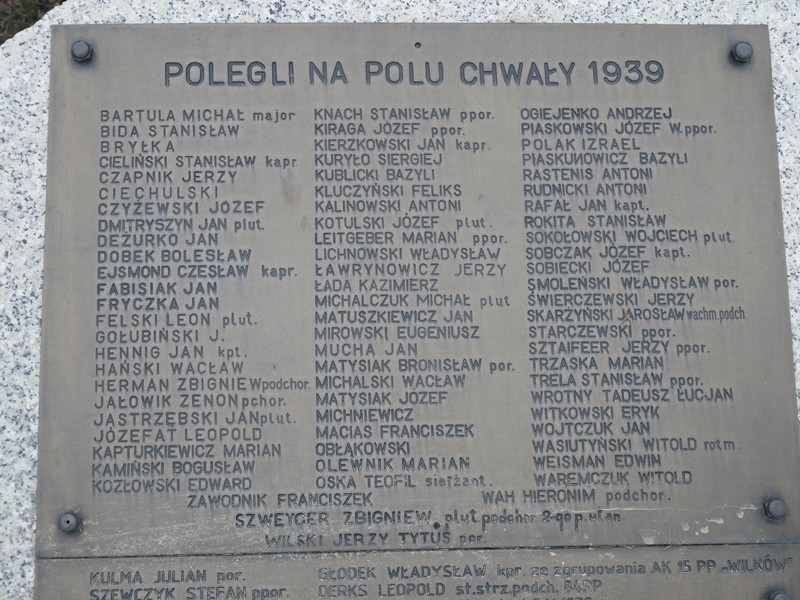 POLEGLI NA POLU CHWAŁY 1939
BARTULA MICHAŁ major
BIDA STANISŁAW
BRYŁKA
CIELIŃSKI STANISŁAW kapr.
CZAPNIK JERZY
CIECHULSKI
CZYŻEWSKI JÓZEF
DMITRYSZYN JAN plut.
DEŻURKO JAN
DOBEK BOLESŁAW
EJSMOND CZESŁAW kapr.
FABISIAK JAN
FRYCZKA JAN
FELSKI LEON plut.
GOŁUBIŃSKI J.
HENNIG JAN kpt.
HAŃSKI WACŁAW
HERMAN ZBIGNIEW podchor.
JAŁOWIK ZENON pchor.
JASTRZEBSKI JAN plut.
JÓZEFAT LEOPOLD
KAPTURKIEWICZ MARIAN
KAMIŃSKI BOGUSŁAW
KOZŁOWSKI EDWARD
KNACH STANISŁAW ppor.
KIRAGA JÓZEF ppor.
KIERZKOWSKI JAN kapr.
KURYŁO SIERGIEJ
KUBLICKI BAZYLI
KLUCZYŃSKI FELIKS
KALINOWSKI ANTONI
KOTULSKI JÓZEF plut.
LEITGEBER MARIAN ppor.
LICHNOWSKI WŁADYSŁAW
ŁAWRYNOWICZ JERZY
ŁADA KAZIMIERZ
MICHALCZUK MICHAŁ plut
MATUSZKIEWICZ JAN
MIROWSKI EUGENIUSZ
MUCHA JAN
MATYSIAK BRONISŁAW por.
MICHALSKI WACŁAW
MATYSIAK JÓZEF
MICHNIEWICZ
MACIAS FRANCISZEK
OBŁĄKOWSKI
OLEWNIK MARIAN
OSKA TEOFIL sierżant.
OGIEJENKO ANDRZEJ
PIASKOWSKI JÓZEF W.ppor.
POLAK IZRAEL
PIASKUNOWICZ BAZYLI
RASTENIS ANTONI
RUDNICKI ANTONI
RAFAŁ JAN kapt.
ROKITA STANISŁAW
SOKOŁOWSKI WOJCIECH plut.
SOBCZAK JÓZEF kapt.
SOBIECKI JÓZEF
SMOLEŃSKI WŁADYSŁAW por.
ŚWIERCZEWSKI JERZY
SKARŻYŃSKI JAROSŁAW wachm.podch.
STARCZEWSKI ppor.
SZTAIFEER JERZY ppor.
TRZASKA MARIAN
TRELA STANISŁAW ppor.
WROTNY TADEUSZ ŁUCJAN
WITKOWSKI ERYK
WOJTCZUK JAN
WASIUTYŃSKI WITOLD rotm.
WEISMAN EDWIN
WAREMCZUK WITOLD
ZAWODNIK FRANCISZEK WAH HIERONIM podchor.
SZWEYCER ZBIGNIEW plut.podchor 2-go p.ułan.
WILSKI JERZY TYTUS por.
KULMA JULIAN por.
SZEWCZYK STEFAN ppor.
GŁODEK WŁADYSŁAW kpr. ze zgrupowania AK 15 PP „WILKÓW"
DERKS LEOPOLD st.strz.podch. 84PP